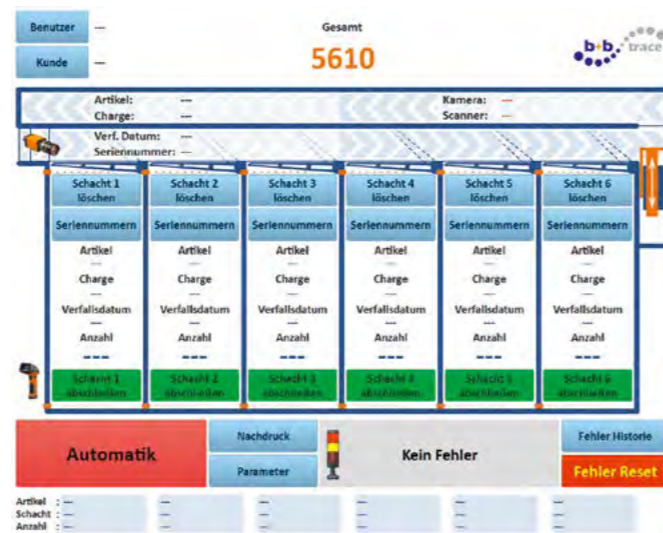 Benutzer ---
Gesamt
Kunde ---
5610
b+b trace
Artikel: ---
Kamera: ---
Charge: ---
Scanner: ---
Verf. Datum: ---
Seriennummer: ---
Schacht 1 Schacht 2 Schacht 3 Schacht 4 Schacht 5 Schacht 6
löschen löschen löschen löschen löschen löschen
Seriennummern Seriennummern Seriennummern Seriennummern Seriennummern Seriennummern
Artikel Artikel Artikel Artikel Artikel Artikel
--- --- --- --- --- ---
Charge Charge Charge Charge Charge Charge
--- --- --- --- --- ---
Verfallsdatum Verfallsdatum Verfallsdatum Verfallsdatum Verfallsdatum Verfallsdatum
--- --- --- --- --- ---
Anzahl Anzahl Anzahl Anzahl Anzahl Anzahl
--- --- --- --- --- ---
Schacht 1 Schacht 2 Schacht 3 Schacht 4 Schacht 5 Schacht 6
abschließen abschließen abschließen abschließen abschließen abschließen
Automatik
Nachdruck
Parameter
Kein Fehler
Fehler Historie
Fehler Reset
Artikel : --- --- --- --- --- ---
Schacht : --- --- --- --- --- ---
Anzahl : --- --- --- --- --- ---